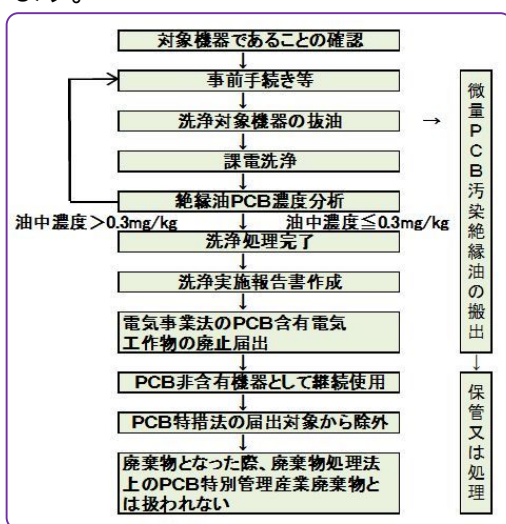 ます。
対象機器であることの確認
↓
事前手続き等
↓
洗浄対象機器の抜油
→
↓
課電洗浄
↓
絶縁油PCB濃度分析
油中濃度>0.3mg/kg
↓
油中濃度≦0.3mg/kg
洗浄処理完了
↓
洗浄実施報告書作成
↓
電気事業法のPCB含有電気
工作物の廃止届出
↓
PCB非含有機器として継続使用
↓
PCB特措法の届出対象から除外
↓
廃棄物となった際、廃棄物処理法
上のPCB特別管理産業廃棄物と
は扱われない
微量PCB汚染絶縁油の搬出
↓
保管又は処理